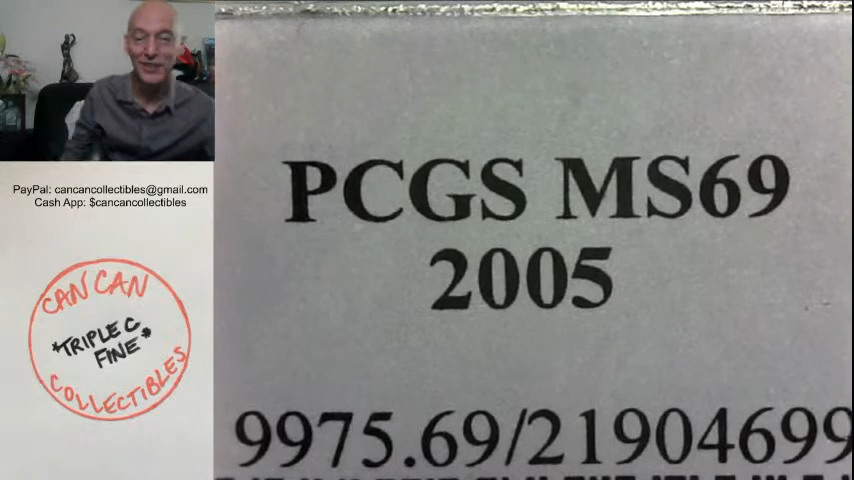 PCGS MS69
2005
9975.69/21904699
PayPal: cancancollectibles@gmail.com
Cash App: $cancancollectibles
CAN CAN
*TRIPLE C
FINE*
COLLECTIBLES